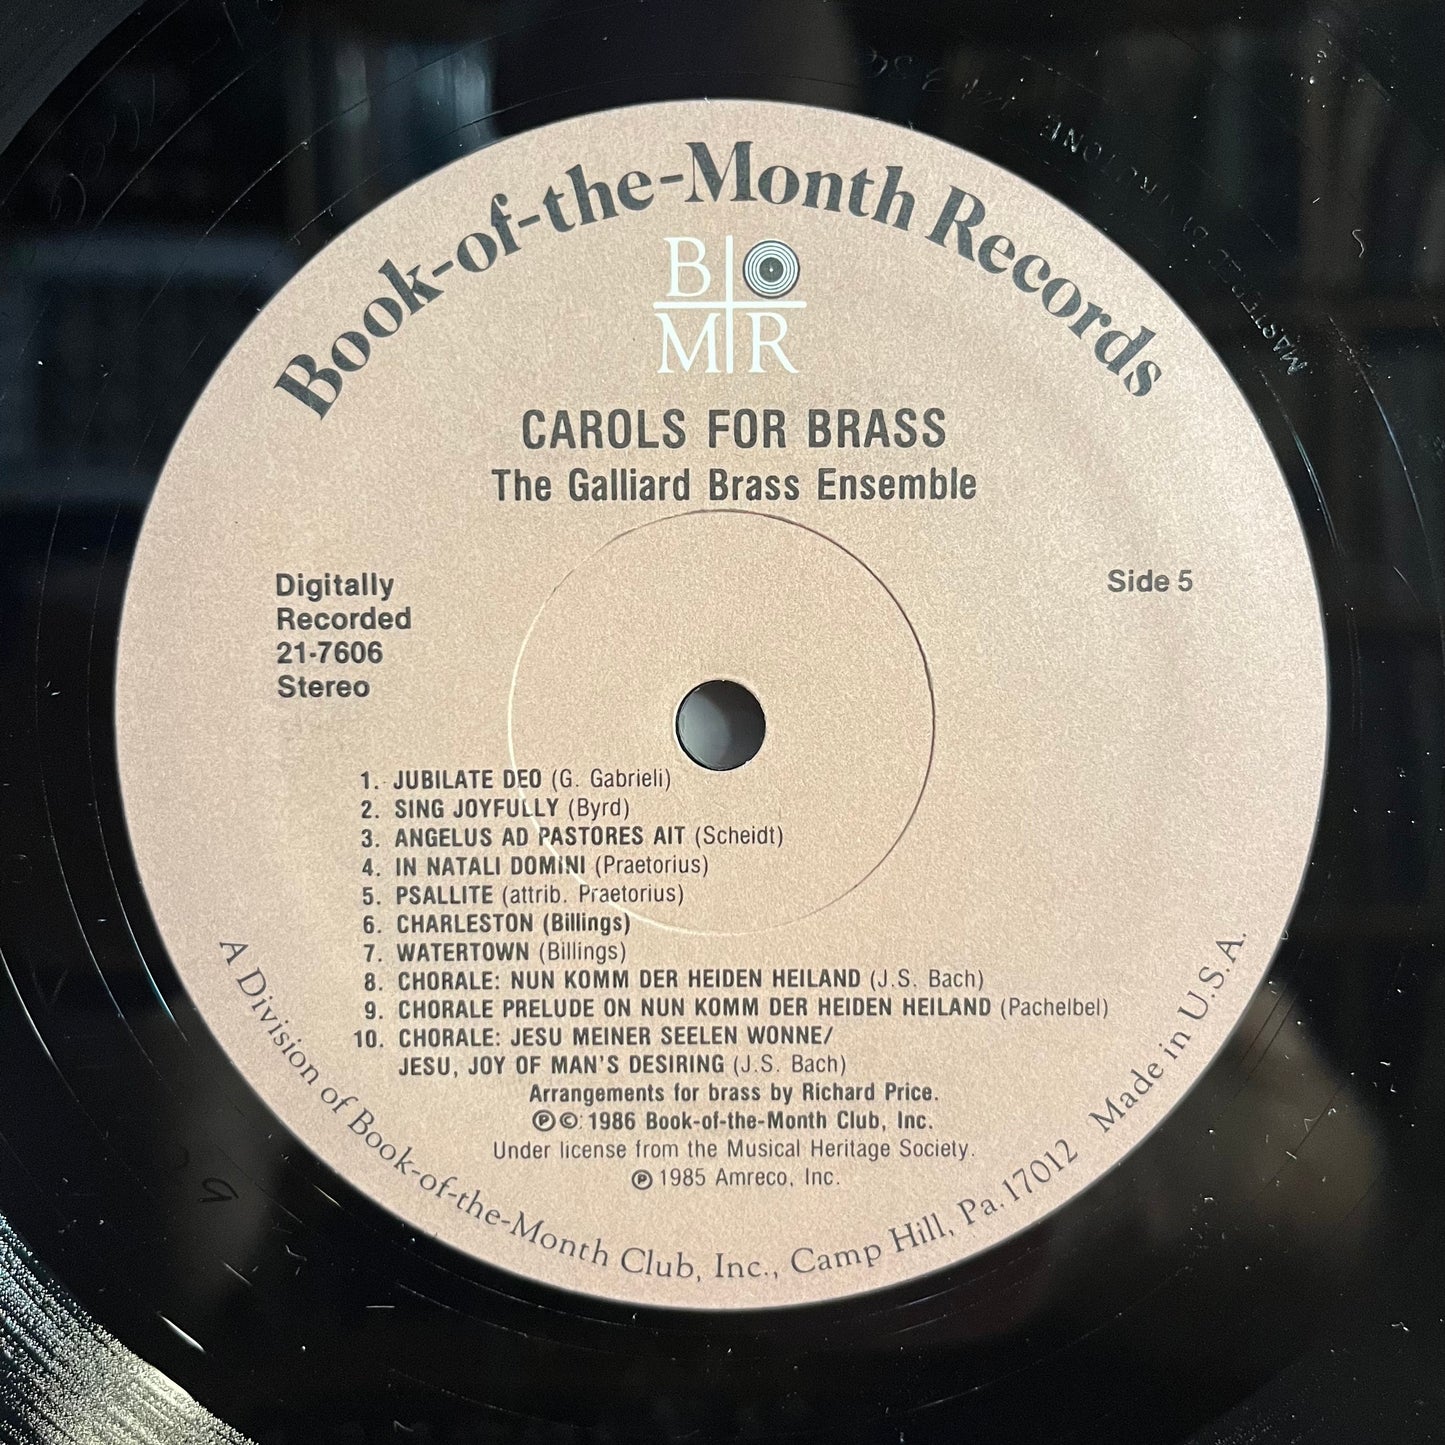 Book-of-the-Month Records
B
M R
CAROLS FOR BRASS
The Galliard Brass Ensemble
Digitally
Recorded
21-7606
Stereo
Side 5
1. JUBILATE DEO (G. Gabrieli)
2. SING JOYFULLY (Byrd)
3. ANGELUS AD PASTORES AIT (Scheidt)
4. IN NATALI DOMINI (Praetorius)
5. PSALLITE (attrib. Praetorius)
6. CHARLESTON (Billings)
7. WATERTOWN (Billings)
8. CHORALE: NUN KOMM DER HEIDEN HEILAND (J.S. Bach)
9. CHORALE PRELUDE ON NUN KOMM DER HEIDEN HEILAND (Pachelbel)
10. CHORALE: JESU MEINER SEELEN WONNE/
JESU, JOY OF MAN'S DESIRING (J.S. Bach)
Arrangements for brass by Richard Price.
℗©: 1986 Book-of-the-Month Club, Inc.
Under license from the Musical Heritage Society.
℗ 1985 Amreco, Inc.
A Division of Book-of-the-Month Club, Inc., Camp Hill, Pa. 17012 Made in U.S.A.
MASTERED BY